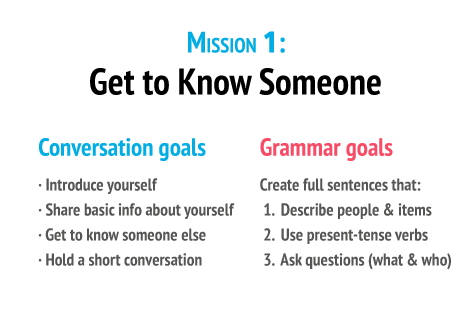 Mission 1:
Get to Know Someone
Conversation goals
· Introduce yourself
· Share basic info about yourself
· Get to know someone else
· Hold a short conversation
Grammar goals
Create full sentences that:
1. Describe people & items
2. Use present-tense verbs
3. Ask questions (what & who)